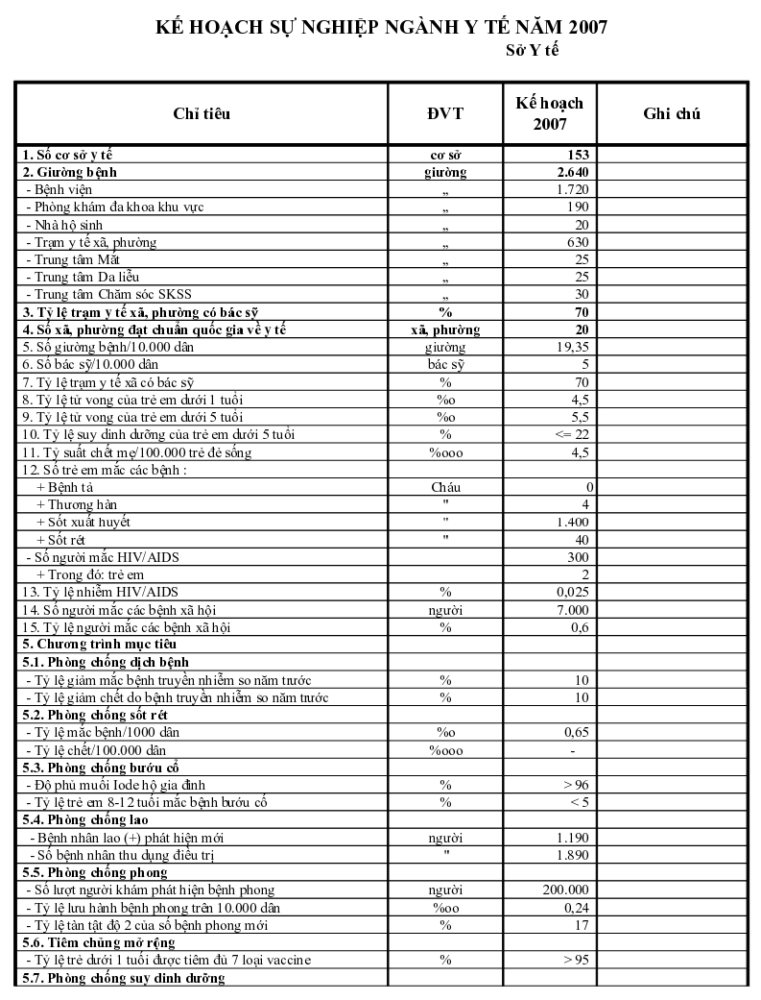 KẾ HOẠCH SỰ NGHIỆP NGÀNH Y TẾ NĂM 2007
Sở Y tế
Chỉ tiêu ĐVT Kế hoạch 2007 Ghi chú
1. Số cơ sở y tế cơ sở 153
2. Giường bệnh giường 2.640
- Bệnh viện „ 1.720
- Phòng khám đa khoa khu vực „ 190
- Nhà hộ sinh „ 20
- Trạm y tế xã, phường „ 630
- Trung tâm Mắt „ 25
- Trung tâm Da liễu „ 25
- Trung tâm Chăm sóc SKSS „ 30
3. Tỷ lệ trạm y tế xã, phường có bác sỹ % 70
4. Số xã, phường đạt chuẩn quốc gia về y tế xã, phường 20
5. Số giường bệnh/10.000 dân giường 19,35
6. Số bác sỹ/10.000 dân bác sỹ 5
7. Tỷ lệ trạm y tế xã có bác sỹ % 70
8. Tỷ lệ tử vong của trẻ em dưới 1 tuổi %o 4,5
9. Tỷ lệ tử vong của trẻ em dưới 5 tuổi %o 5,5
10. Tỷ lệ suy dinh dưỡng của trẻ em dưới 5 tuổi % <= 22
11. Tỷ suất chết mẹ/100.000 trẻ đẻ sống %ooo 4,5
12. Số trẻ em mắc các bệnh :
+ Bệnh tả Cháu 0
+ Thương hàn " 4
+ Sốt xuất huyết " 1.400
+ Sốt rét " 40
- Số người mắc HIV/AIDS 300
+ Trong đó: trẻ em 2
13. Tỷ lệ nhiễm HIV/AIDS % 0,025
14. Số người mắc các bệnh xã hội người 7.000
15. Tỷ lệ người mắc các bệnh xã hội % 0,6
5. Chương trình mục tiêu
5.1. Phòng chống dịch bệnh
- Tỷ lệ giảm mắc bệnh truyền nhiễm so năm trước % 10
- Tỷ lệ giảm chết do bệnh truyền nhiễm so năm trước % 10
5.2. Phòng chống sốt rét
- Tỷ lệ mắc bệnh/1000 dân %o 0,65
- Tỷ lệ chết/100.000 dân %ooo -
5.3. Phòng chống bướu cổ
- Độ phủ muối Iode hộ gia đình % > 96
- Tỷ lệ trẻ em 8-12 tuổi mắc bệnh bướu cổ % < 5
5.4. Phòng chống lao
- Bệnh nhân lao (+) phát hiện mới người 1.190
- Số bệnh nhân thu dụng điều trị " 1.890
5.5. Phòng chống phong
- Số lượt người khám phát hiện bệnh phong người 200.000
- Tỷ lệ lưu hành bệnh phong trên 10.000 dân %oo 0,24
- Tỷ lệ tàn tật độ 2 của số bệnh phong mới % 17
5.6. Tiêm chủng mở rộng
- Tỷ lệ trẻ dưới 1 tuổi được tiêm đủ 7 loại vaccine % > 95
5.7. Phòng chống suy dinh dưỡng